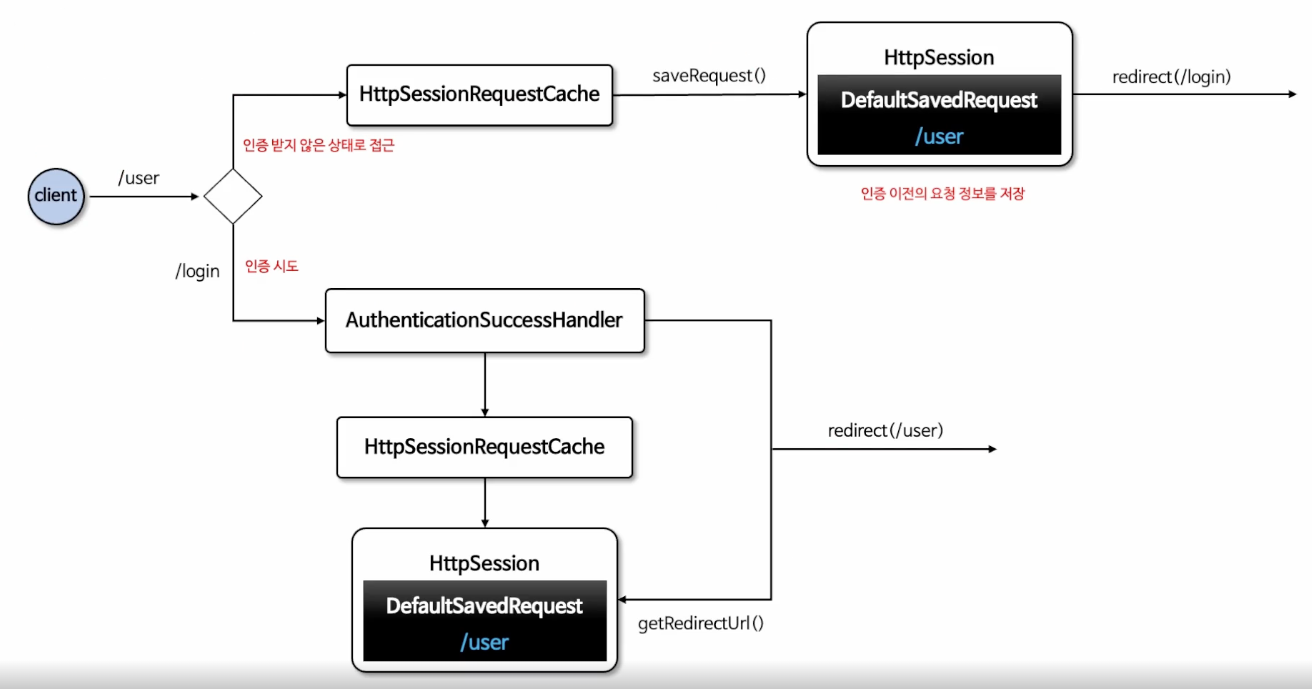 HttpSession
saveRequest()
redirect(/login)
HttpSessionRequestCache
DefaultSavedRequest
/user
인증 받지 않은 상태로 접근
/user
client
인증 이전의 요청 정보를 저장
/login
인증 시도
AuthenticationSuccessHandler
redirect(/user)
HttpSessionRequestCache
HttpSession
DefaultSavedRequest
getRedirectUrl()
/user